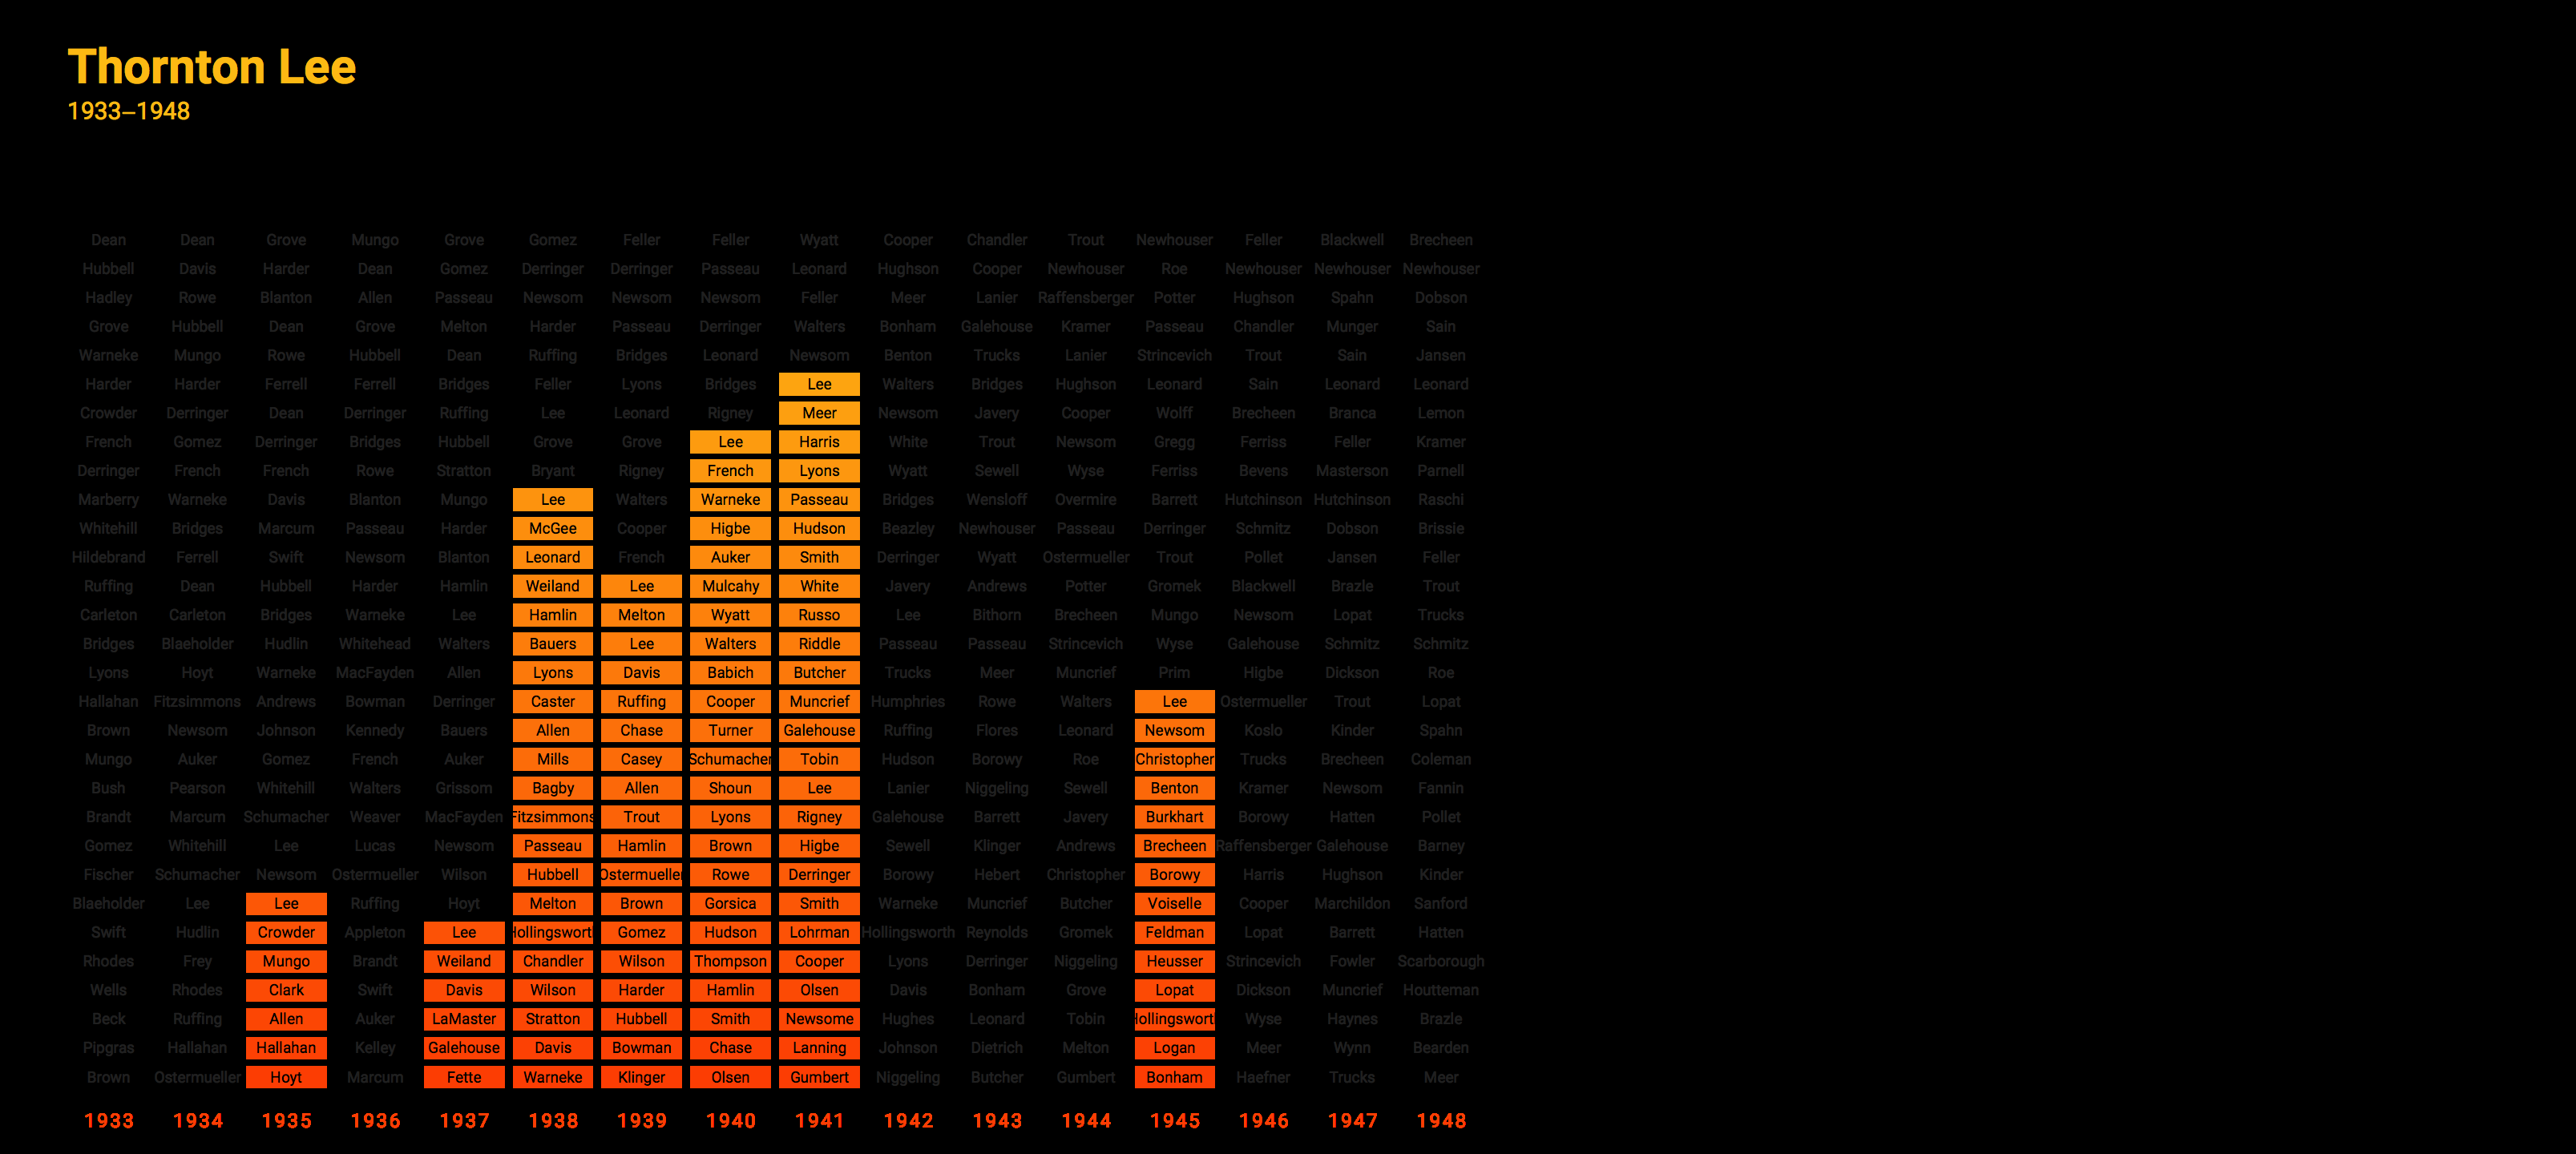 Thornton Lee
1933–1948
Dean Dean Grove Mungo Grove Gomez Feller Feller Wyatt Cooper Chandler Trout Newhouser Feller Blackwell Brecheen
Hubbell Davis Harder Dean Gomez Derringer Derringer Passeau Leonard Hughson Cooper Newhouser Roe Newhouser Newhouser Newhouser
Hadley Rowe Blanton Allen Passeau Newsom Newsom Newsom Feller Meer Lanier Raffensberger Potter Hughson Spahn Dobson
Grove Hubbell Dean Grove Melton Harder Passeau Derringer Walters Bonham Galehouse Kramer Passeau Chandler Munger Sain
Warneke Mungo Rowe Hubbell Dean Ruffing Bridges Leonard Newsom Benton Trucks Lanier Strincevich Trout Sain Jansen
Harder Harder Ferrell Ferrell Bridges Feller Lyons Bridges Lee Walters Bridges Hughson Leonard Sain Leonard Leonard
Crowder Derringer Dean Derringer Ruffing Lee Leonard Rigney Meer Newsom Javery Cooper Wolff Brecheen Branca Lemon
French Gomez Derringer Bridges Hubbell Grove Grove Lee Harris White Trout Newsom Gregg Ferriss Feller Kramer
Derringer French French Rowe Stratton Bryant Rigney French Lyons Wyatt Sewell Wyse Ferriss Bevens Masterson Parnell
Marberry Warneke Davis Blanton Mungo Lee Walters Warneke Passeau Bridges Wensloff Overmire Barrett Hutchinson Hutchinson Raschi
Whitehill Bridges Marcum Passeau Harder McGee Cooper Higbe Hudson Beazley Newhouser Passeau Derringer Schmitz Dobson Brissie
Hildebrand Ferrell Swift Newsom Blanton Leonard French Auker Smith Derringer Wyatt Ostermueller Trout Pollet Jansen Feller
Ruffing Dean Hubbell Harder Hamlin Weiland Lee Mulcahy White Javery Andrews Potter Gromek Blackwell Brazle Trout
Carleton Carleton Bridges Warneke Lee Hamlin Melton Wyatt Russo Lee Bithorn Brecheen Mungo Newsom Lopat Trucks
Bridges Blaeholder Hudlin Whitehead Walters Bauers Lee Walters Riddle Passeau Passeau Strincevich Wyse Galehouse Schmitz Schmitz
Lyons Hoyt Warneke MacFayden Allen Lyons Davis Babich Butcher Trucks Meer Muncrief Prim Higbe Dickson Roe
Hallahan Fitzsimmons Andrews Bowman Derringer Caster Ruffing Cooper Muncrief Humphries Rowe Walters Lee Ostermueller Trout Lopat
Brown Newsom Johnson Kennedy Bauers Allen Chase Turner Galehouse Ruffing Flores Leonard Newsom Koslo Kinder Spahn
Mungo Auker Gomez French Auker Mills Casey Schumacher Tobin Hudson Borowy Roe Christopher Trucks Brecheen Coleman
Bush Pearson Whitehill Walters Grissom Bagby Allen Shoun Lee Lanier Niggeling Sewell Benton Kramer Newsom Fannin
Brandt Marcum Schumacher Weaver MacFayden Fitzsimmons Trout Lyons Rigney Galehouse Barrett Javery Burkhart Borowy Hatten Pollet
Gomez Whitehill Lee Lucas Newsom Passeau Hamlin Brown Higbe Sewell Klinger Andrews Brecheen Raffensberger Galehouse Barney
Fischer Schumacher Newsom Ostermueller Wilson Hubbell Ostermueller Rowe Derringer Borowy Hebert Christopher Borowy Harris Hughson Kinder
Blaeholder Lee Lee Ruffing Hoyt Melton Brown Gorsica Smith Warneke Muncrief Butcher Voiselle Cooper Marchildon Sanford
Swift Hudlin Crowder Appleton Lee Hollingsworth Gomez Hudson Lohrman Hollingsworth Reynolds Gromek Feldman Lopat Barrett Hatten
Rhodes Frey Mungo Brandt Weiland Chandler Wilson Thompson Cooper Lyons Derringer Niggeling Heusser Strincevich Fowler Scarborough
Wells Rhodes Clark Swift Davis Wilson Harder Hamlin Olsen Davis Bonham Grove Lopat Dickson Muncrief Houtteman
Beck Ruffing Allen Auker LaMaster Stratton Hubbell Smith Newsome Hughes Leonard Tobin Hollingsworth Wyse Haynes Brazle
Pipgras Hallahan Hallahan Kelley Galehouse Davis Bowman Chase Lanning Johnson Dietrich Melton Logan Meer Wynn Bearden
Brown Ostermueller Hoyt Marcum Fette Warneke Klinger Olsen Gumbert Niggeling Butcher Gumbert Bonham Haefner Trucks Meer
1933 1934 1935 1936 1937 1938 1939 1940 1941 1942 1943 1944 1945 1946 1947 1948